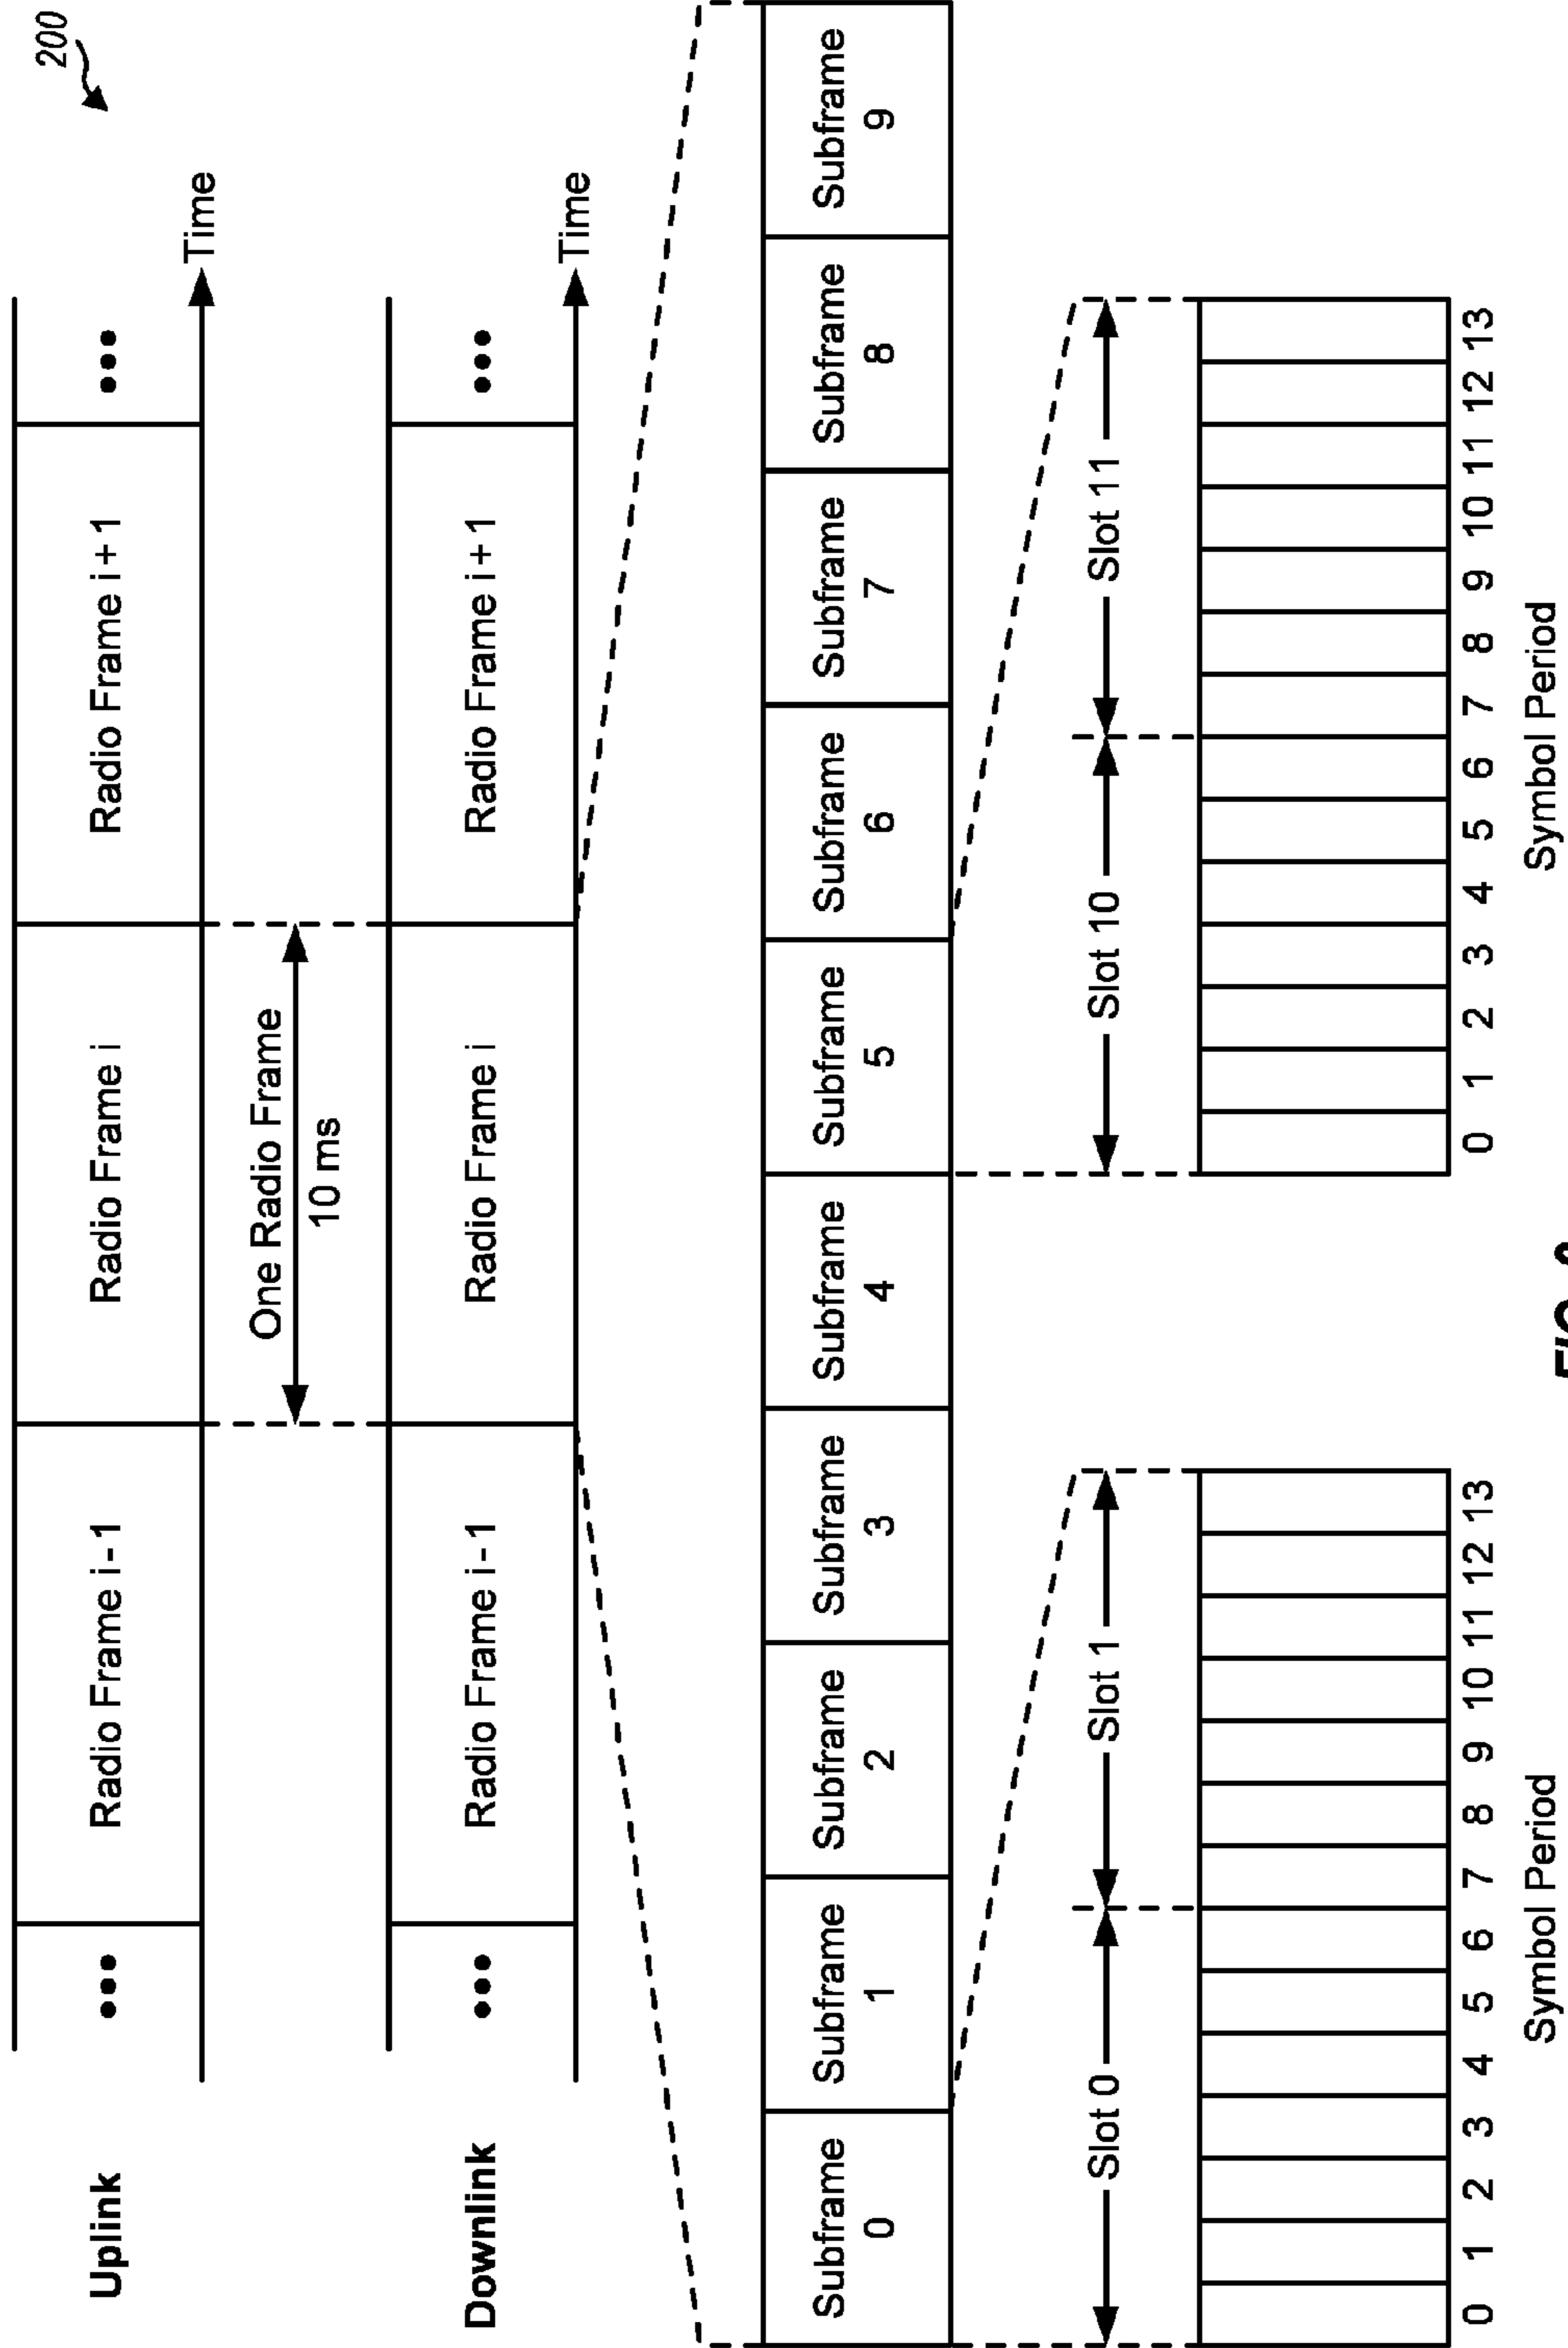 200
Uplink
••• Radio Frame i-1 Radio Frame i Radio Frame i+1 •••
Time
One Radio Frame
10 ms
Downlink
••• Radio Frame i-1 Radio Frame i Radio Frame i+1 •••
Time
Subframe 0
Subframe 1
Subframe 2
Subframe 3
Subframe 4
Subframe 5
Subframe 6
Subframe 7
Subframe 8
Subframe 9
Slot 0 Slot 1
0 1 2 3 4 5 6 7 8 9 10 11 12 13
Symbol Period
Slot 10 Slot 11
0 1 2 3 4 5 6 7 8 9 10 11 12 13
Symbol Period
FIG.